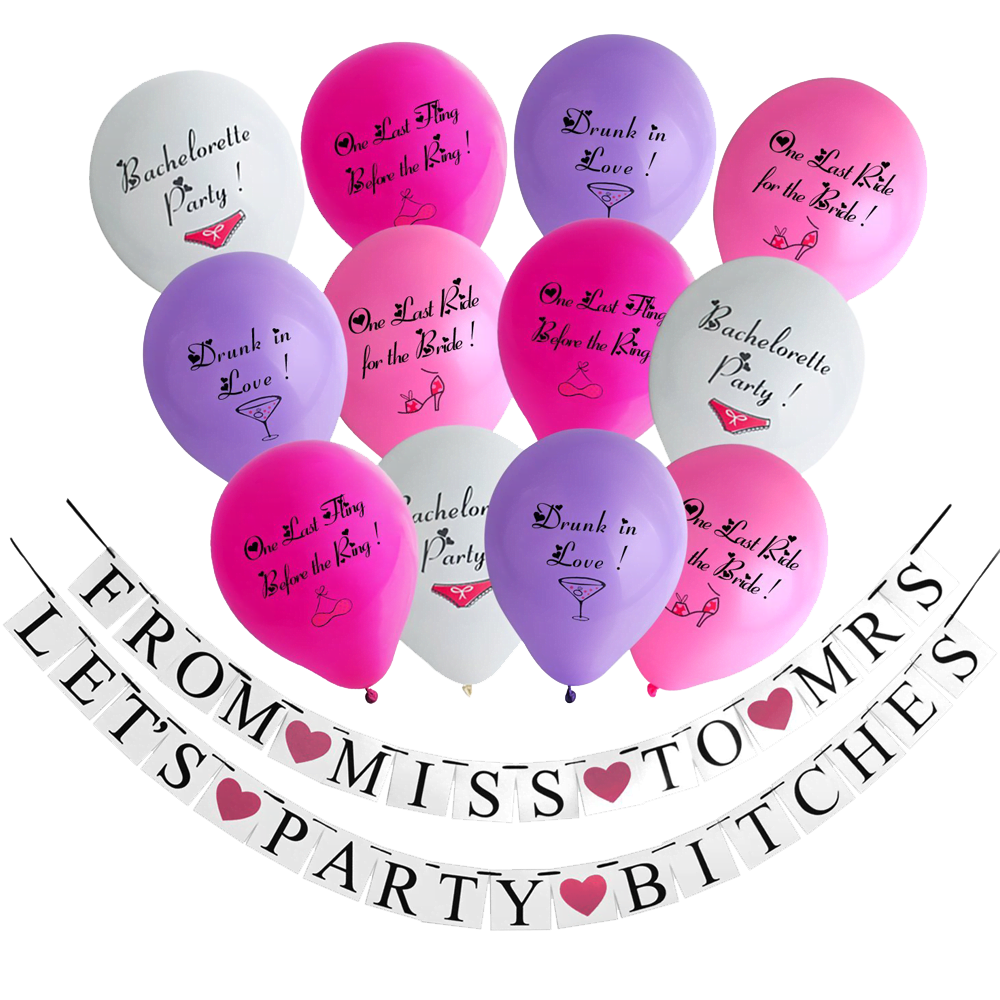 Bachelorette
Party !
One Last Fling
Before the Ring !
Drunk in
Love !
One Last Ride
for the Bride !
Drunk in
Love !
One Last Ride
for the Bride !
One Last Fling
Before the Ring
Bachelorette
Party !
One Last Fling
Before the Ring !
achelor
Party !
Drunk in
Love !
One Last Ride
the Bride !
FROM MISS TO MRS
LET'S PARTY BITCHES